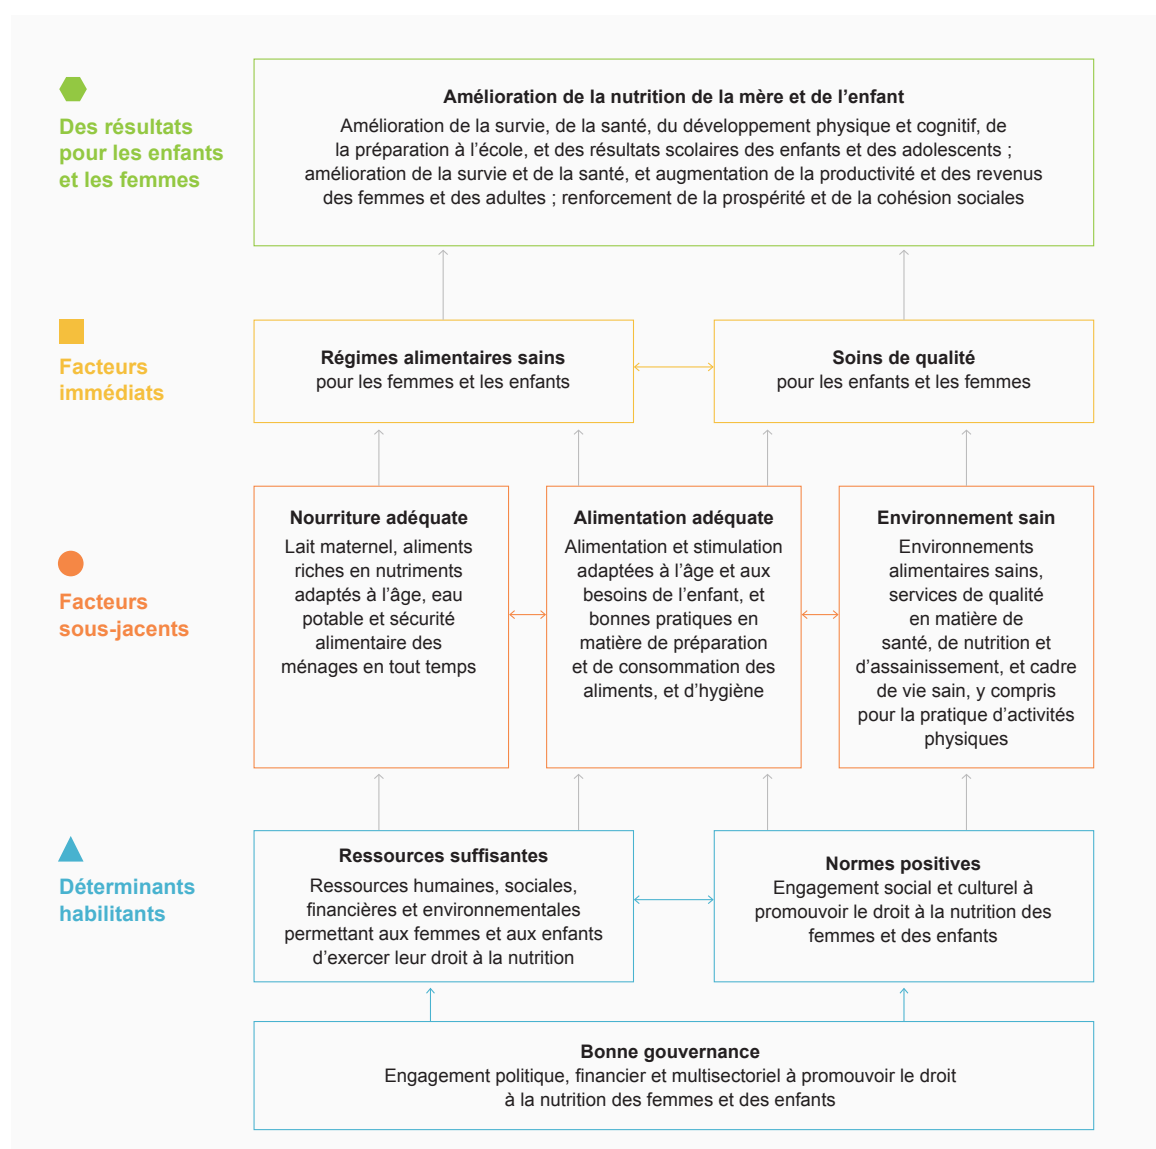 Des résultats
pour les enfants
et les femmes
Amélioration de la nutrition de la mère et de l’enfant
Amélioration de la survie, de la santé, du développement physique et cognitif, de
la préparation à l’école, et des résultats scolaires des enfants et des adolescents ;
amélioration de la survie et de la santé, et augmentation de la productivité et des revenus
des femmes et des adultes ; renforcement de la prospérité et de la cohésion sociales
Facteurs
immédiats
Régimes alimentaires sains
pour les femmes et les enfants
Soins de qualité
pour les enfants et les femmes
Facteurs
sous-jacents
Nourriture adéquate
Lait maternel, aliments
riches en nutriments
adaptés à l’âge, eau
potable et sécurité
alimentaire des
ménages en tout temps
Alimentation adéquate
Alimentation et stimulation
adaptées à l’âge et aux
besoins de l’enfant, et
bonnes pratiques en
matière de préparation
et de consommation des
aliments, et d’hygiène
Environnement sain
Environnements
alimentaires sains,
services de qualité
en matière de
santé, de nutrition et
d’assainissement, et cadre
de vie sain, y compris
pour la pratique d’activités
physiques
Déterminants
habilitants
Ressources suffisantes
Ressources humaines, sociales,
financières et environnementales
permettant aux femmes et aux enfants
d’exercer leur droit à la nutrition
Normes positives
Engagement social et culturel à
promouvoir le droit à la nutrition des
femmes et des enfants
Bonne gouvernance
Engagement politique, financier et multisectoriel à promouvoir le droit
à la nutrition des femmes et des enfants